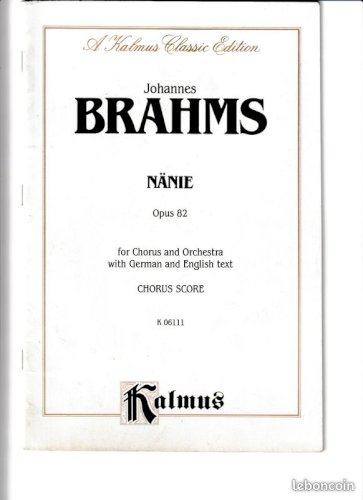 A Kalmus Classic Edition
Johannes
BRAHMS
NÄNIE
Opus 82
for Chorus and Orchestra
with German and English text
CHORUS SCORE
K 06111
Kalmus
leboncoin